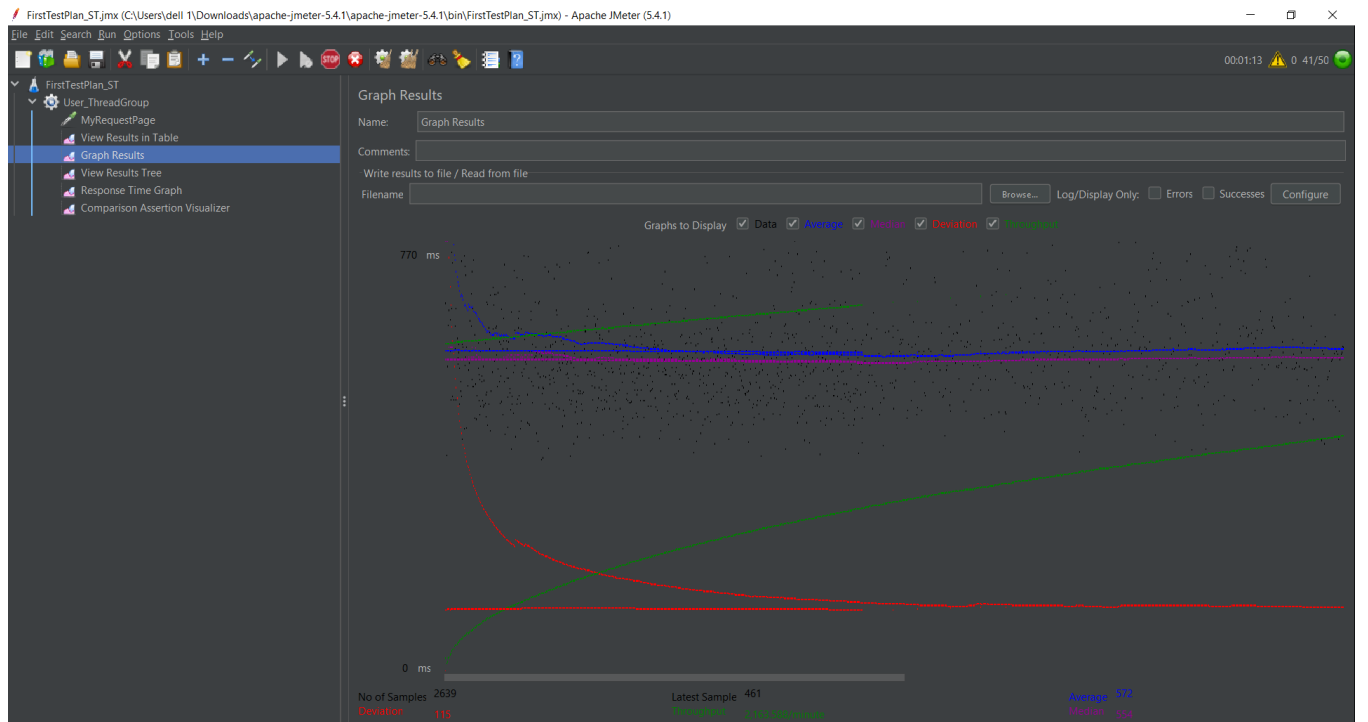 FirstTestPlan_ST.jmx (C:\Users\dell 1\Downloads\apache-jmeter-5.4.1\apache-jmeter-5.4.1\bin\FirstTestPlan_ST.jmx) - Apache JMeter (5.4.1)
File Edit Search Run Options Tools Help
STOP 00:01:13 0 41/50
FirstTestPlan_ST
User_ThreadGroup
MyRequestPage
View Results in Table
Graph Results
View Results Tree
Response Time Graph
Comparison Assertion Visualizer
Graph Results
Name: Graph Results
Comments:
Write results to file / Read from file
Filename Browse... Log/Display Only: Errors Successes Configure
Graphs to Display Data Average Median Deviation Throughput
770 ms
0 ms
No of Samples 2639 Latest Sample 461 Average 572
Deviation 115 Throughput Median